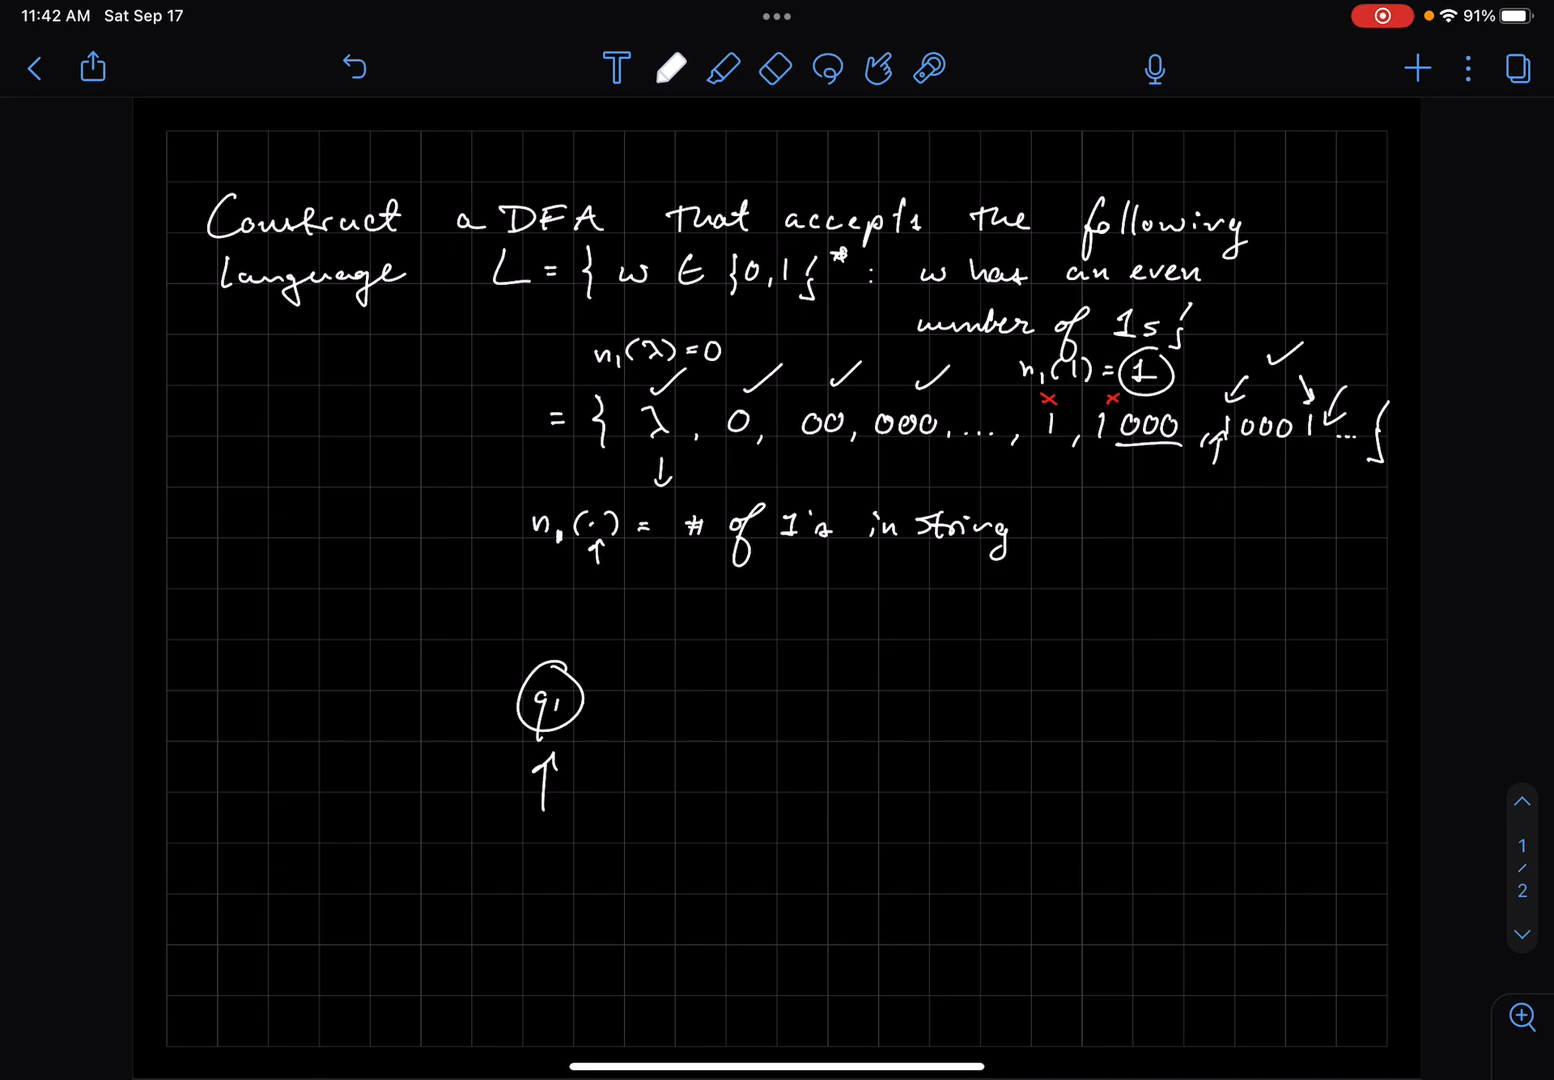 11:42 AM Sat Sep 17
91%
T
Construct a DFA that accepts the following
language L = { w ∈ {0,1}* : w has an even
number of 1s}
n₁(λ) = 0
n₁(1) = 1
= { λ, 0, 00, 000, ..., 1, 1000, 10001 ... }
n₁(·) = # of 1's in string
q₁
1
/
2